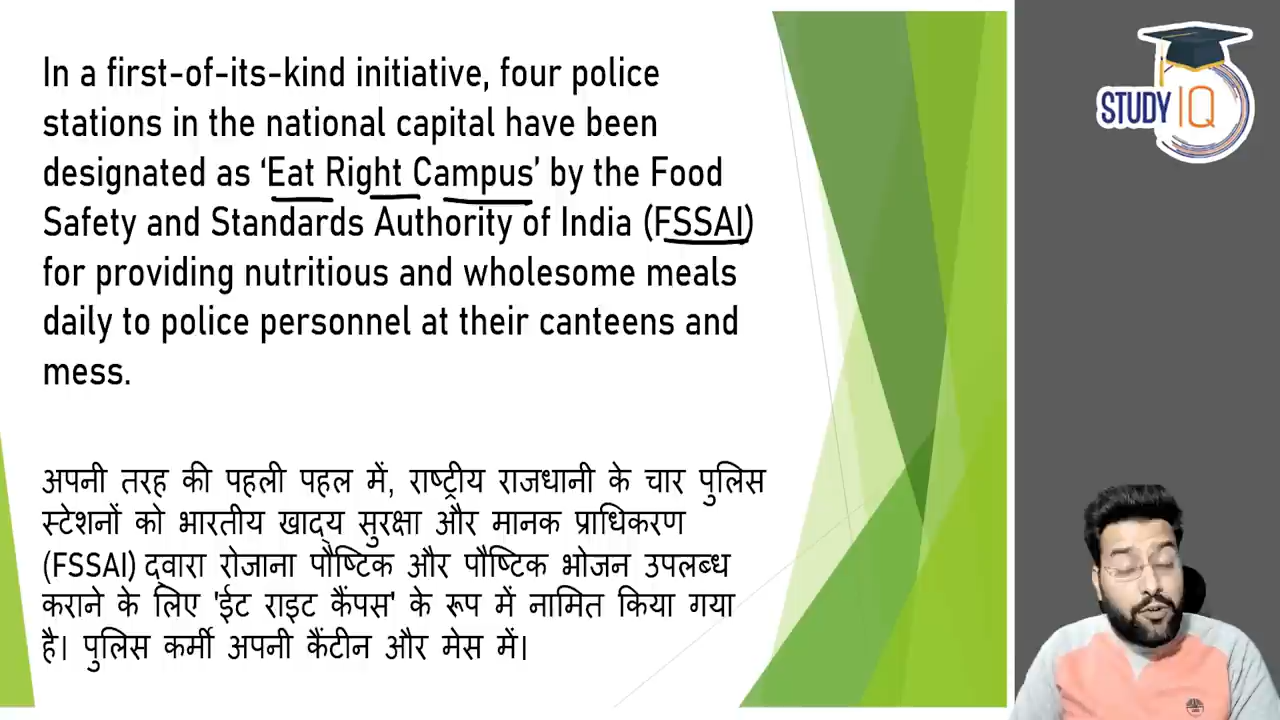 In a first-of-its-kind initiative, four police
stations in the national capital have been
designated as ‘Eat Right Campus’ by the Food
Safety and Standards Authority of India (FSSAI)
for providing nutritious and wholesome meals
daily to police personnel at their canteens and
mess.
अपनी तरह की पहली पहल में, राष्ट्रीय राजधानी के चार पुलिस
स्टेशनों को भारतीय खाद्य सुरक्षा और मानक प्राधिकरण
(FSSAI) द्वारा रोजाना पौष्टिक और पौष्टिक भोजन उपलब्ध
कराने के लिए 'ईट राइट कैंपस' के रूप में नामित किया गया
है। पुलिस कर्मी अपनी कैंटीन और मेस में।
STUDY IQ